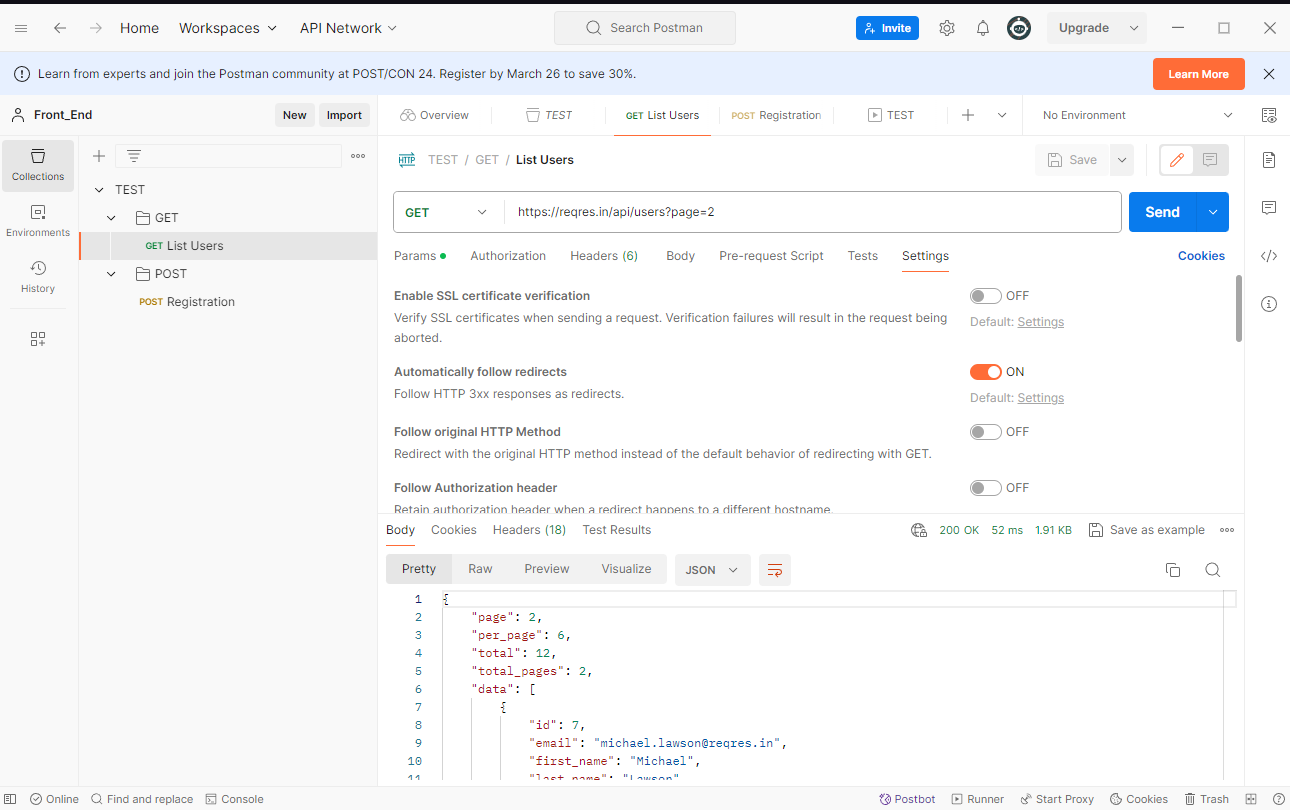 Home Workspaces API Network Search Postman Invite Upgrade
Learn from experts and join the Postman community at POST/CON 24. Register by March 26 to save 30%. Learn More
Front_End New Import Overview TEST GET List Users POST Registration TEST No Environment
Collections
Environments
History
TEST
GET
GET List Users
POST
POST Registration
HTTP TEST / GET / List Users Save
GET https://reqres.in/api/users?page=2 Send
Params Authorization Headers (6) Body Pre-request Script Tests Settings Cookies
Enable SSL certificate verification OFF
Verify SSL certificates when sending a request. Verification failures will result in the request being
aborted.
Default: Settings
Automatically follow redirects ON
Follow HTTP 3xx responses as redirects.
Default: Settings
Follow original HTTP Method OFF
Redirect with the original HTTP method instead of the default behavior of redirecting with GET.
Follow Authorization header OFF
Retain authorization header when a redirect happens to a different hostname.
Body Cookies Headers (18) Test Results 200 OK 52 ms 1.91 KB Save as example
Pretty Raw Preview Visualize JSON
1 {
2 "page": 2,
3 "per_page": 6,
4 "total": 12,
5 "total_pages": 2,
6 "data": [
7 {
8 "id": 7,
9 "email": "michael.lawson@reqres.in",
10 "first_name": "Michael",
11 "last_name": "Lawson"
Online Find and replace Console Postbot Runner Start Proxy Cookies Trash